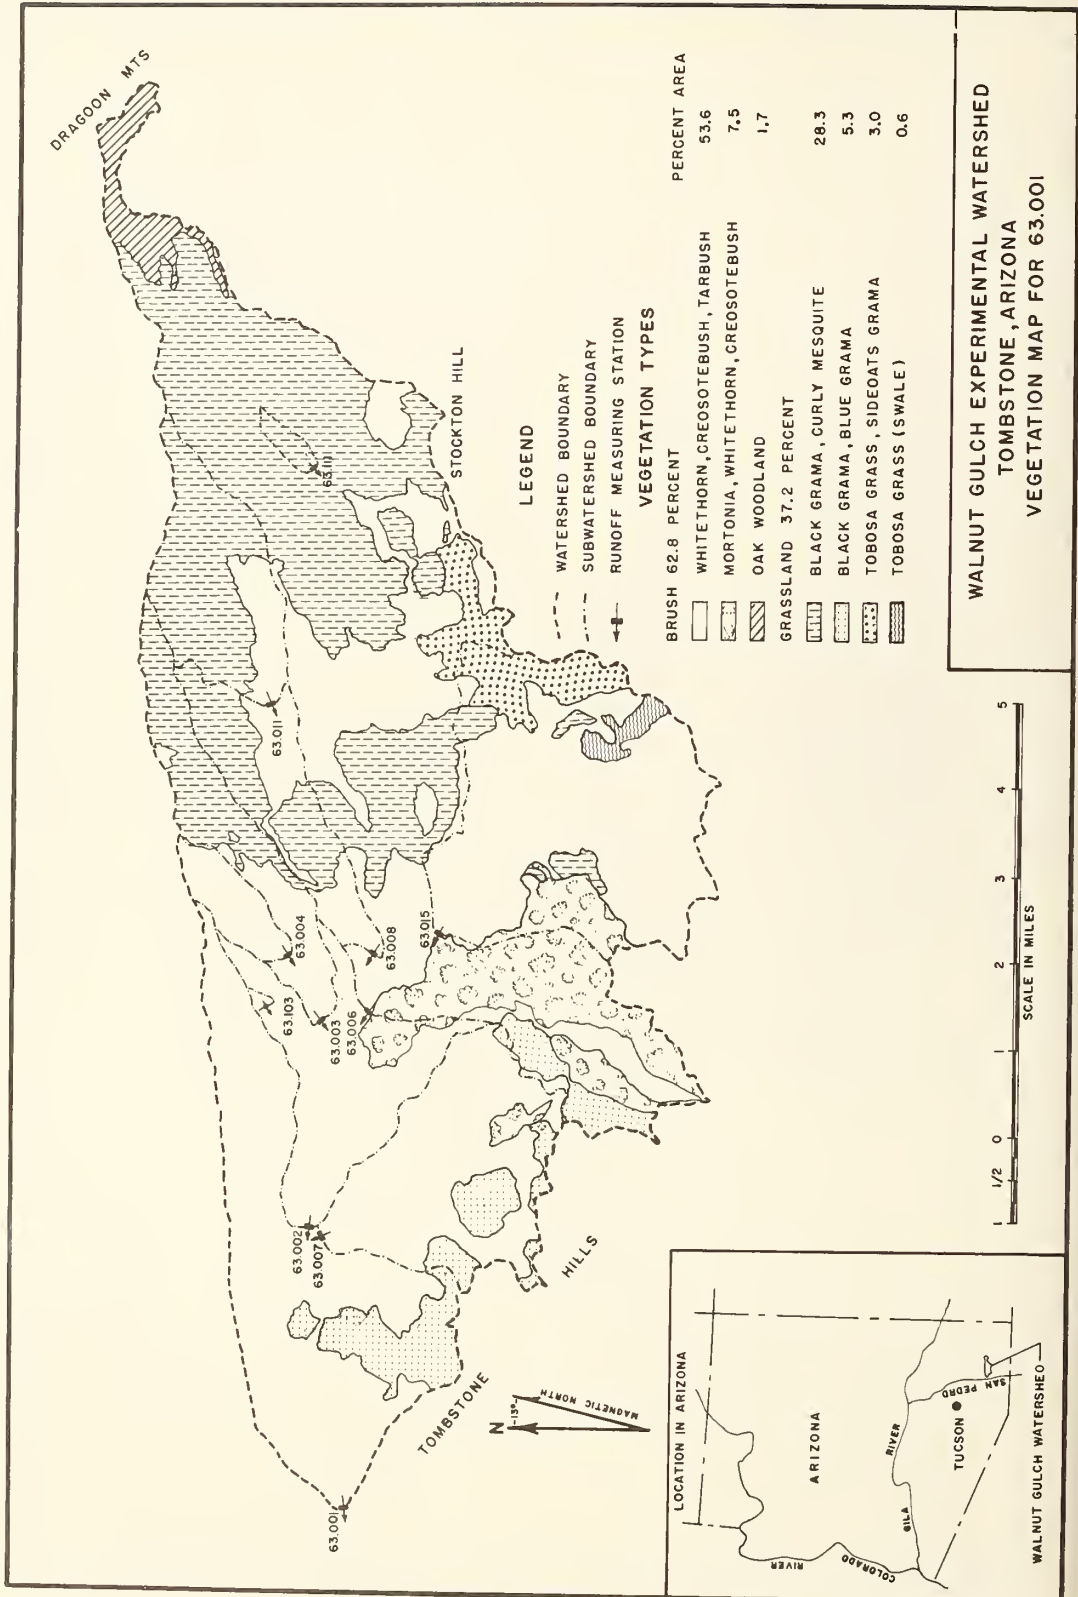 DRAGOON MTS
STOCKTON HILL
63.111
63.011
63.004
63.008
63.015
63.103
63.003
63.006
63.002
63.007
63.001
HILLS
TOMBSTONE
LEGEND
WATERSHED BOUNDARY
SUBWATERSHED BOUNDARY
RUNOFF MEASURING STATION
VEGETATION TYPES
PERCENT AREA
BRUSH 62.8 PERCENT
WHITETHORN, CREOSOTEBUSH, TARBUSH 53.6
MORTONIA, WHITETHORN, CREOSOTEBUSH 7.5
OAK WOODLAND 1.7
GRASSLAND 37.2 PERCENT
BLACK GRAMA, CURLY MESQUITE 28.3
BLACK GRAMA, BLUE GRAMA 5.3
TOBOSA GRASS, SIDEOATS GRAMA 3.0
TOBOSA GRASS (SWALE) 0.6
N
13°
MAGNETIC NORTH
1 1/2 0 1 2 3 4 5
SCALE IN MILES
LOCATION IN ARIZONA
ARIZONA
RIVER
COLORADO
GILA
RIVER
TUCSON
SAN PEDRO
WALNUT GULCH WATERSHED
WALNUT GULCH EXPERIMENTAL WATERSHED
TOMBSTONE, ARIZONA
VEGETATION MAP FOR 63.001